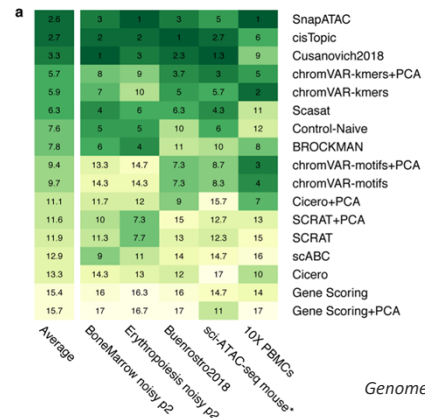 a
2.6 3 1 3 5 1 SnapATAC
2.7 2 2 1 2.7 6 cisTopic
3.3 1 3 2.3 1.3 9 Cusanovich2018
5.7 8 9 3.7 3 5 chromVAR-kmers+PCA
5.9 7 10 5 5.7 2 chromVAR-kmers
6.3 4 6 6.3 4.3 11 Scasat
7.6 5 5 10 6 12 Control-Naive
7.8 6 4 11 10 8 BROCKMAN
9.4 13.3 14.7 7.3 8.7 3 chromVAR-motifs+PCA
9.7 14.3 14.3 7.3 8.3 4 chromVAR-motifs
11.1 11.7 12 9 15.7 7 Cicero+PCA
11.6 10 7.3 15 12.7 13 SCRAT+PCA
11.9 11.3 7.7 13 12.3 15 SCRAT
12.9 9 11 14 14.7 16 scABC
13.3 14.3 13 12 17 10 Cicero
15.4 16 16.3 16 14.7 14 Gene Scoring
15.7 17 16.7 17 11 17 Gene Scoring+PCA
Average
BoneMarrow noisy p2
Erythropoiesis noisy p2
Buenrostro2018
sci-ATAC-seq mouse*
10X PBMCs
Genome